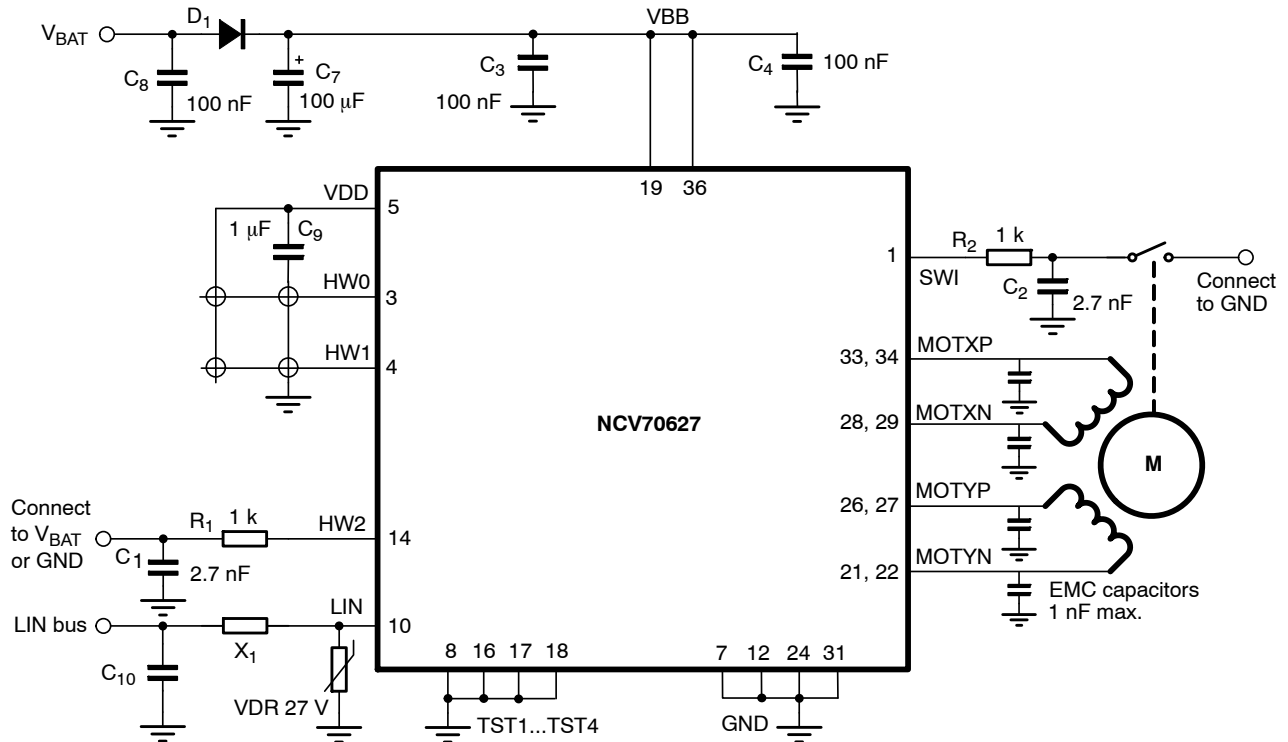 D1
VBAT
VBB
C8
100 nF
+
C7
100 μF
C3
100 nF
C4
100 nF
19
36
VDD
5
1 μF
C9
HW0
3
HW1
4
1
SWI
R2
1 k
C2
2.7 nF
Connect
to GND
33, 34
MOTXP
28, 29
MOTXN
NCV70627
M
26, 27
MOTYP
21, 22
MOTYN
EMC capacitors
1 nF max.
Connect
to VBAT
or GND
R1
1 k
HW2
14
C1
2.7 nF
LIN bus
LIN
10
X1
C10
VDR 27 V
8
16
17
18
TST1...TST4
7
12
24
31
GND